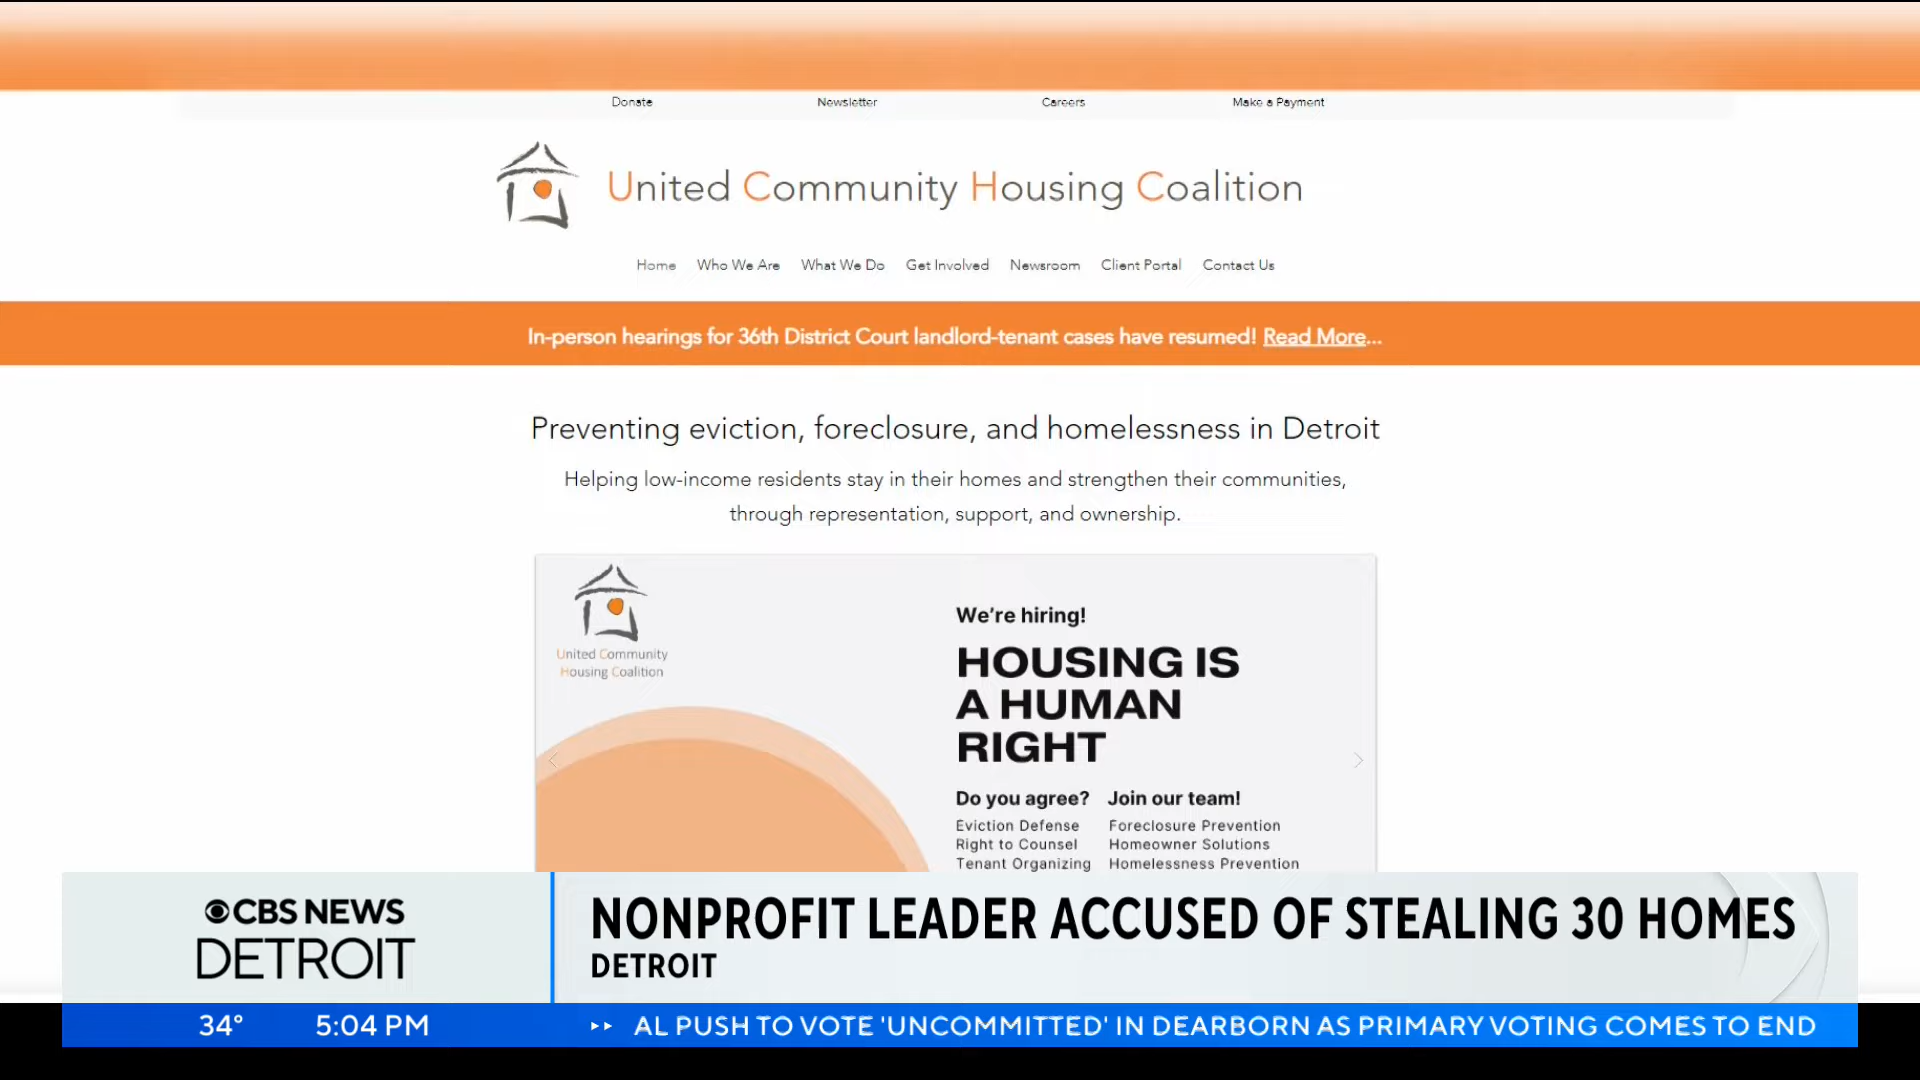 Donate Newsletter Careers Make a Payment
United Community Housing Coalition
Home Who We Are What We Do Get Involved Newsroom Client Portal Contact Us
In-person hearings for 36th District Court landlord-tenant cases have resumed! Read More...
Preventing eviction, foreclosure, and homelessness in Detroit
Helping low-income residents stay in their homes and strengthen their communities,
through representation, support, and ownership.
United Community
Housing Coalition
We're hiring!
HOUSING IS
A HUMAN
RIGHT
Do you agree? Join our team!
Eviction Defense Foreclosure Prevention
Right to Counsel Homeowner Solutions
Tenant Organizing Homelessness Prevention
CBS NEWS
DETROIT
NONPROFIT LEADER ACCUSED OF STEALING 30 HOMES
DETROIT
34° 5:04 PM
AL PUSH TO VOTE 'UNCOMMITTED' IN DEARBORN AS PRIMARY VOTING COMES TO END